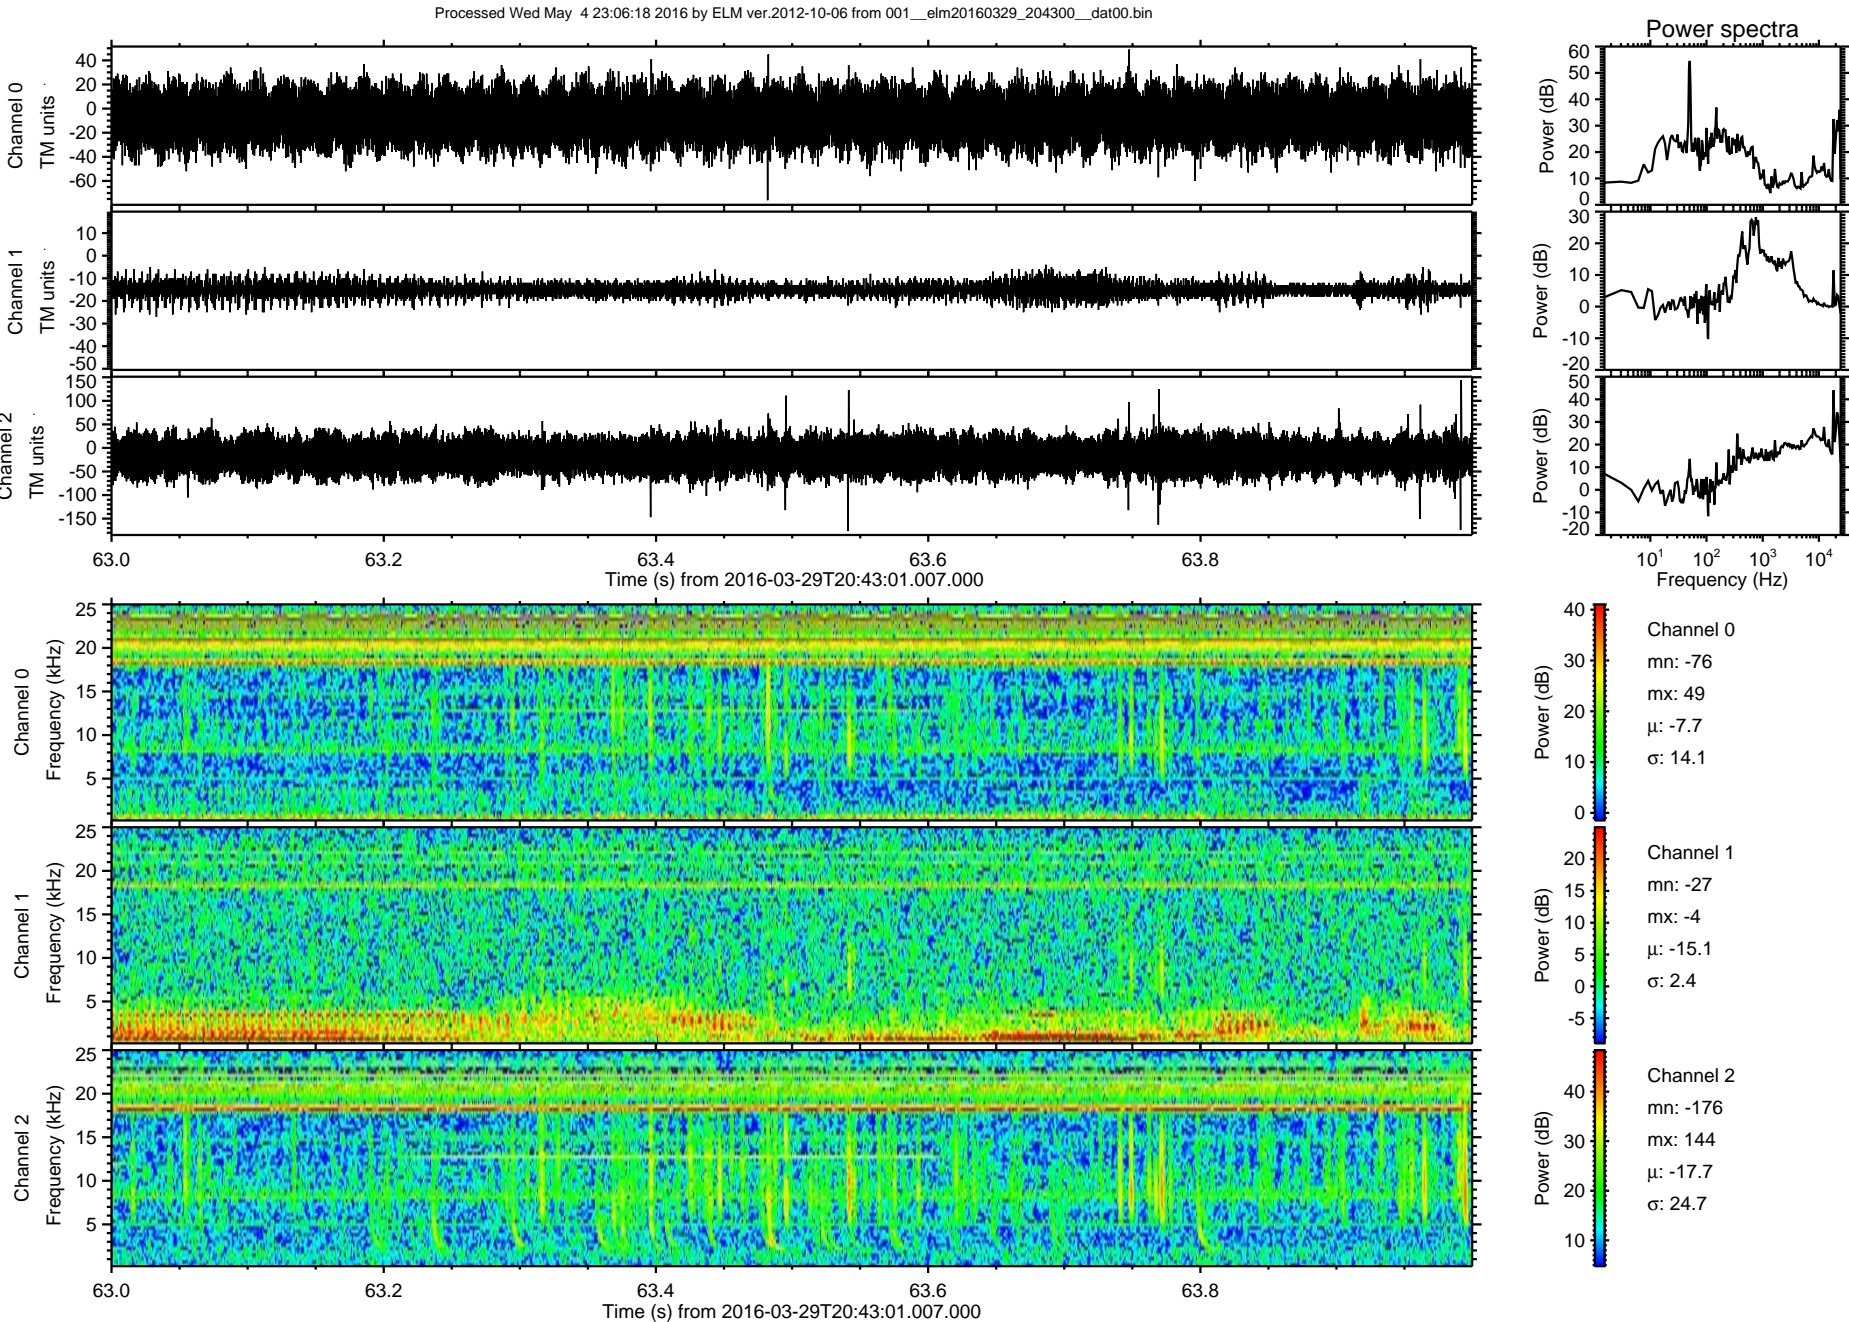 Processed Wed May  4 23:06:18 2016 by ELM ver.2012-10-06 from 001__elm20160329_204300__dat00.bin
Power spectra
Channel 0
TM units
40
20
0
-20
-40
-60
Power (dB)
60
50
40
30
20
10
0
Channel 1
TM units
10
0
-10
-20
-30
-40
-50
Power (dB)
30
20
10
0
-10
-20
Channel 2
TM units
150
100
50
0
-50
-100
-150
Power (dB)
50
40
30
20
10
0
-10
-20
63.0 63.2 63.4 63.6 63.8
Time (s) from 2016-03-29T20:43:01.007.000
10^1 10^2 10^3 10^4
Frequency (Hz)
Channel 0
Frequency (kHz)
25
20
15
10
5
Power (dB)
40
30
20
10
0
Channel 0
mn: -76
mx: 49
μ: -7.7
σ: 14.1
Channel 1
Frequency (kHz)
25
20
15
10
5
Power (dB)
20
15
10
5
0
-5
Channel 1
mn: -27
mx: -4
μ: -15.1
σ: 2.4
Channel 2
Frequency (kHz)
25
20
15
10
5
Power (dB)
40
30
20
10
Channel 2
mn: -176
mx: 144
μ: -17.7
σ: 24.7
63.0 63.2 63.4 63.6 63.8
Time (s) from 2016-03-29T20:43:01.007.000